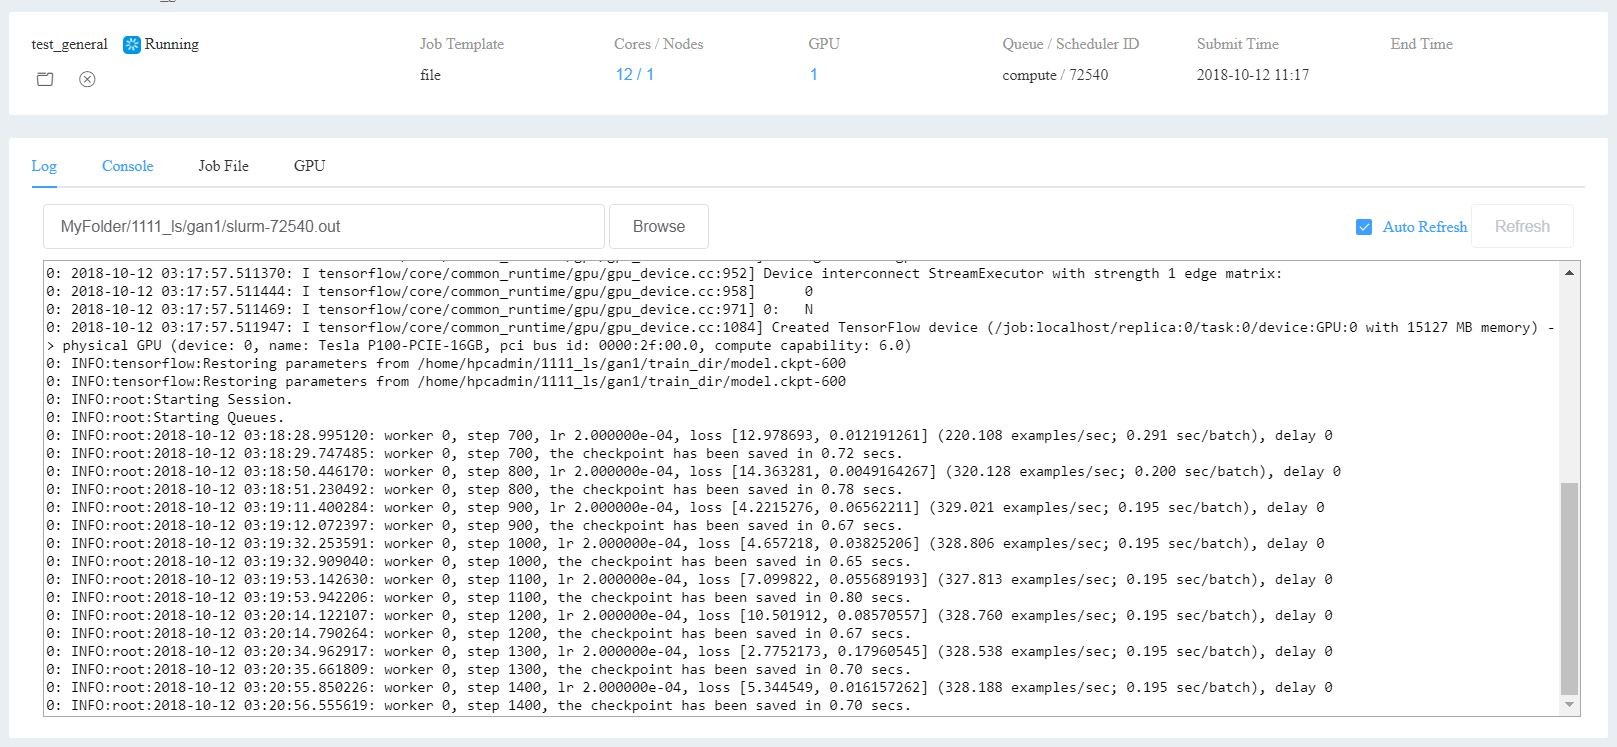 test_general Running
Job Template
Cores / Nodes
GPU
Queue / Scheduler ID
Submit Time
End Time
file
12 / 1
1
compute / 72540
2018-10-12 11:17
Log
Console
Job File
GPU
MyFolder/1111_ls/gan1/slurm-72540.out
Browse
Auto Refresh
Refresh
0: 2018-10-12 03:17:57.511370: I tensorflow/core/common_runtime/gpu/gpu_device.cc:952] Device interconnect StreamExecutor with strength 1 edge matrix:
0: 2018-10-12 03:17:57.511444: I tensorflow/core/common_runtime/gpu/gpu_device.cc:958]      0
0: 2018-10-12 03:17:57.511469: I tensorflow/core/common_runtime/gpu/gpu_device.cc:971] 0:   N
0: 2018-10-12 03:17:57.511947: I tensorflow/core/common_runtime/gpu/gpu_device.cc:1084] Created TensorFlow device (/job:localhost/replica:0/task:0/device:GPU:0 with 15127 MB memory) -
> physical GPU (device: 0, name: Tesla P100-PCIE-16GB, pci bus id: 0000:2f:00.0, compute capability: 6.0)
0: INFO:tensorflow:Restoring parameters from /home/hpcadmin/1111_ls/gan1/train_dir/model.ckpt-600
0: INFO:tensorflow:Restoring parameters from /home/hpcadmin/1111_ls/gan1/train_dir/model.ckpt-600
0: INFO:root:Starting Session.
0: INFO:root:Starting Queues.
0: INFO:root:2018-10-12 03:18:28.995120: worker 0, step 700, lr 2.000000e-04, loss [12.978693, 0.012191261] (220.108 examples/sec; 0.291 sec/batch), delay 0
0: INFO:root:2018-10-12 03:18:29.747485: worker 0, step 700, the checkpoint has been saved in 0.72 secs.
0: INFO:root:2018-10-12 03:18:50.446170: worker 0, step 800, lr 2.000000e-04, loss [14.363281, 0.0049164267] (320.128 examples/sec; 0.200 sec/batch), delay 0
0: INFO:root:2018-10-12 03:18:51.230492: worker 0, step 800, the checkpoint has been saved in 0.78 secs.
0: INFO:root:2018-10-12 03:19:11.400284: worker 0, step 900, lr 2.000000e-04, loss [4.2215276, 0.06562211] (329.021 examples/sec; 0.195 sec/batch), delay 0
0: INFO:root:2018-10-12 03:19:12.072397: worker 0, step 900, the checkpoint has been saved in 0.67 secs.
0: INFO:root:2018-10-12 03:19:32.253591: worker 0, step 1000, lr 2.000000e-04, loss [4.657218, 0.03825206] (328.806 examples/sec; 0.195 sec/batch), delay 0
0: INFO:root:2018-10-12 03:19:32.909040: worker 0, step 1000, the checkpoint has been saved in 0.65 secs.
0: INFO:root:2018-10-12 03:19:53.142630: worker 0, step 1100, lr 2.000000e-04, loss [7.099822, 0.055689193] (327.813 examples/sec; 0.195 sec/batch), delay 0
0: INFO:root:2018-10-12 03:19:53.942206: worker 0, step 1100, the checkpoint has been saved in 0.80 secs.
0: INFO:root:2018-10-12 03:20:14.122107: worker 0, step 1200, lr 2.000000e-04, loss [10.501912, 0.08570557] (328.760 examples/sec; 0.195 sec/batch), delay 0
0: INFO:root:2018-10-12 03:20:14.790264: worker 0, step 1200, the checkpoint has been saved in 0.67 secs.
0: INFO:root:2018-10-12 03:20:34.962917: worker 0, step 1300, lr 2.000000e-04, loss [2.7752173, 0.17960545] (328.538 examples/sec; 0.195 sec/batch), delay 0
0: INFO:root:2018-10-12 03:20:35.661809: worker 0, step 1300, the checkpoint has been saved in 0.70 secs.
0: INFO:root:2018-10-12 03:20:55.850226: worker 0, step 1400, lr 2.000000e-04, loss [5.344549, 0.016157262] (328.188 examples/sec; 0.195 sec/batch), delay 0
0: INFO:root:2018-10-12 03:20:56.555619: worker 0, step 1400, the checkpoint has been saved in 0.70 secs.